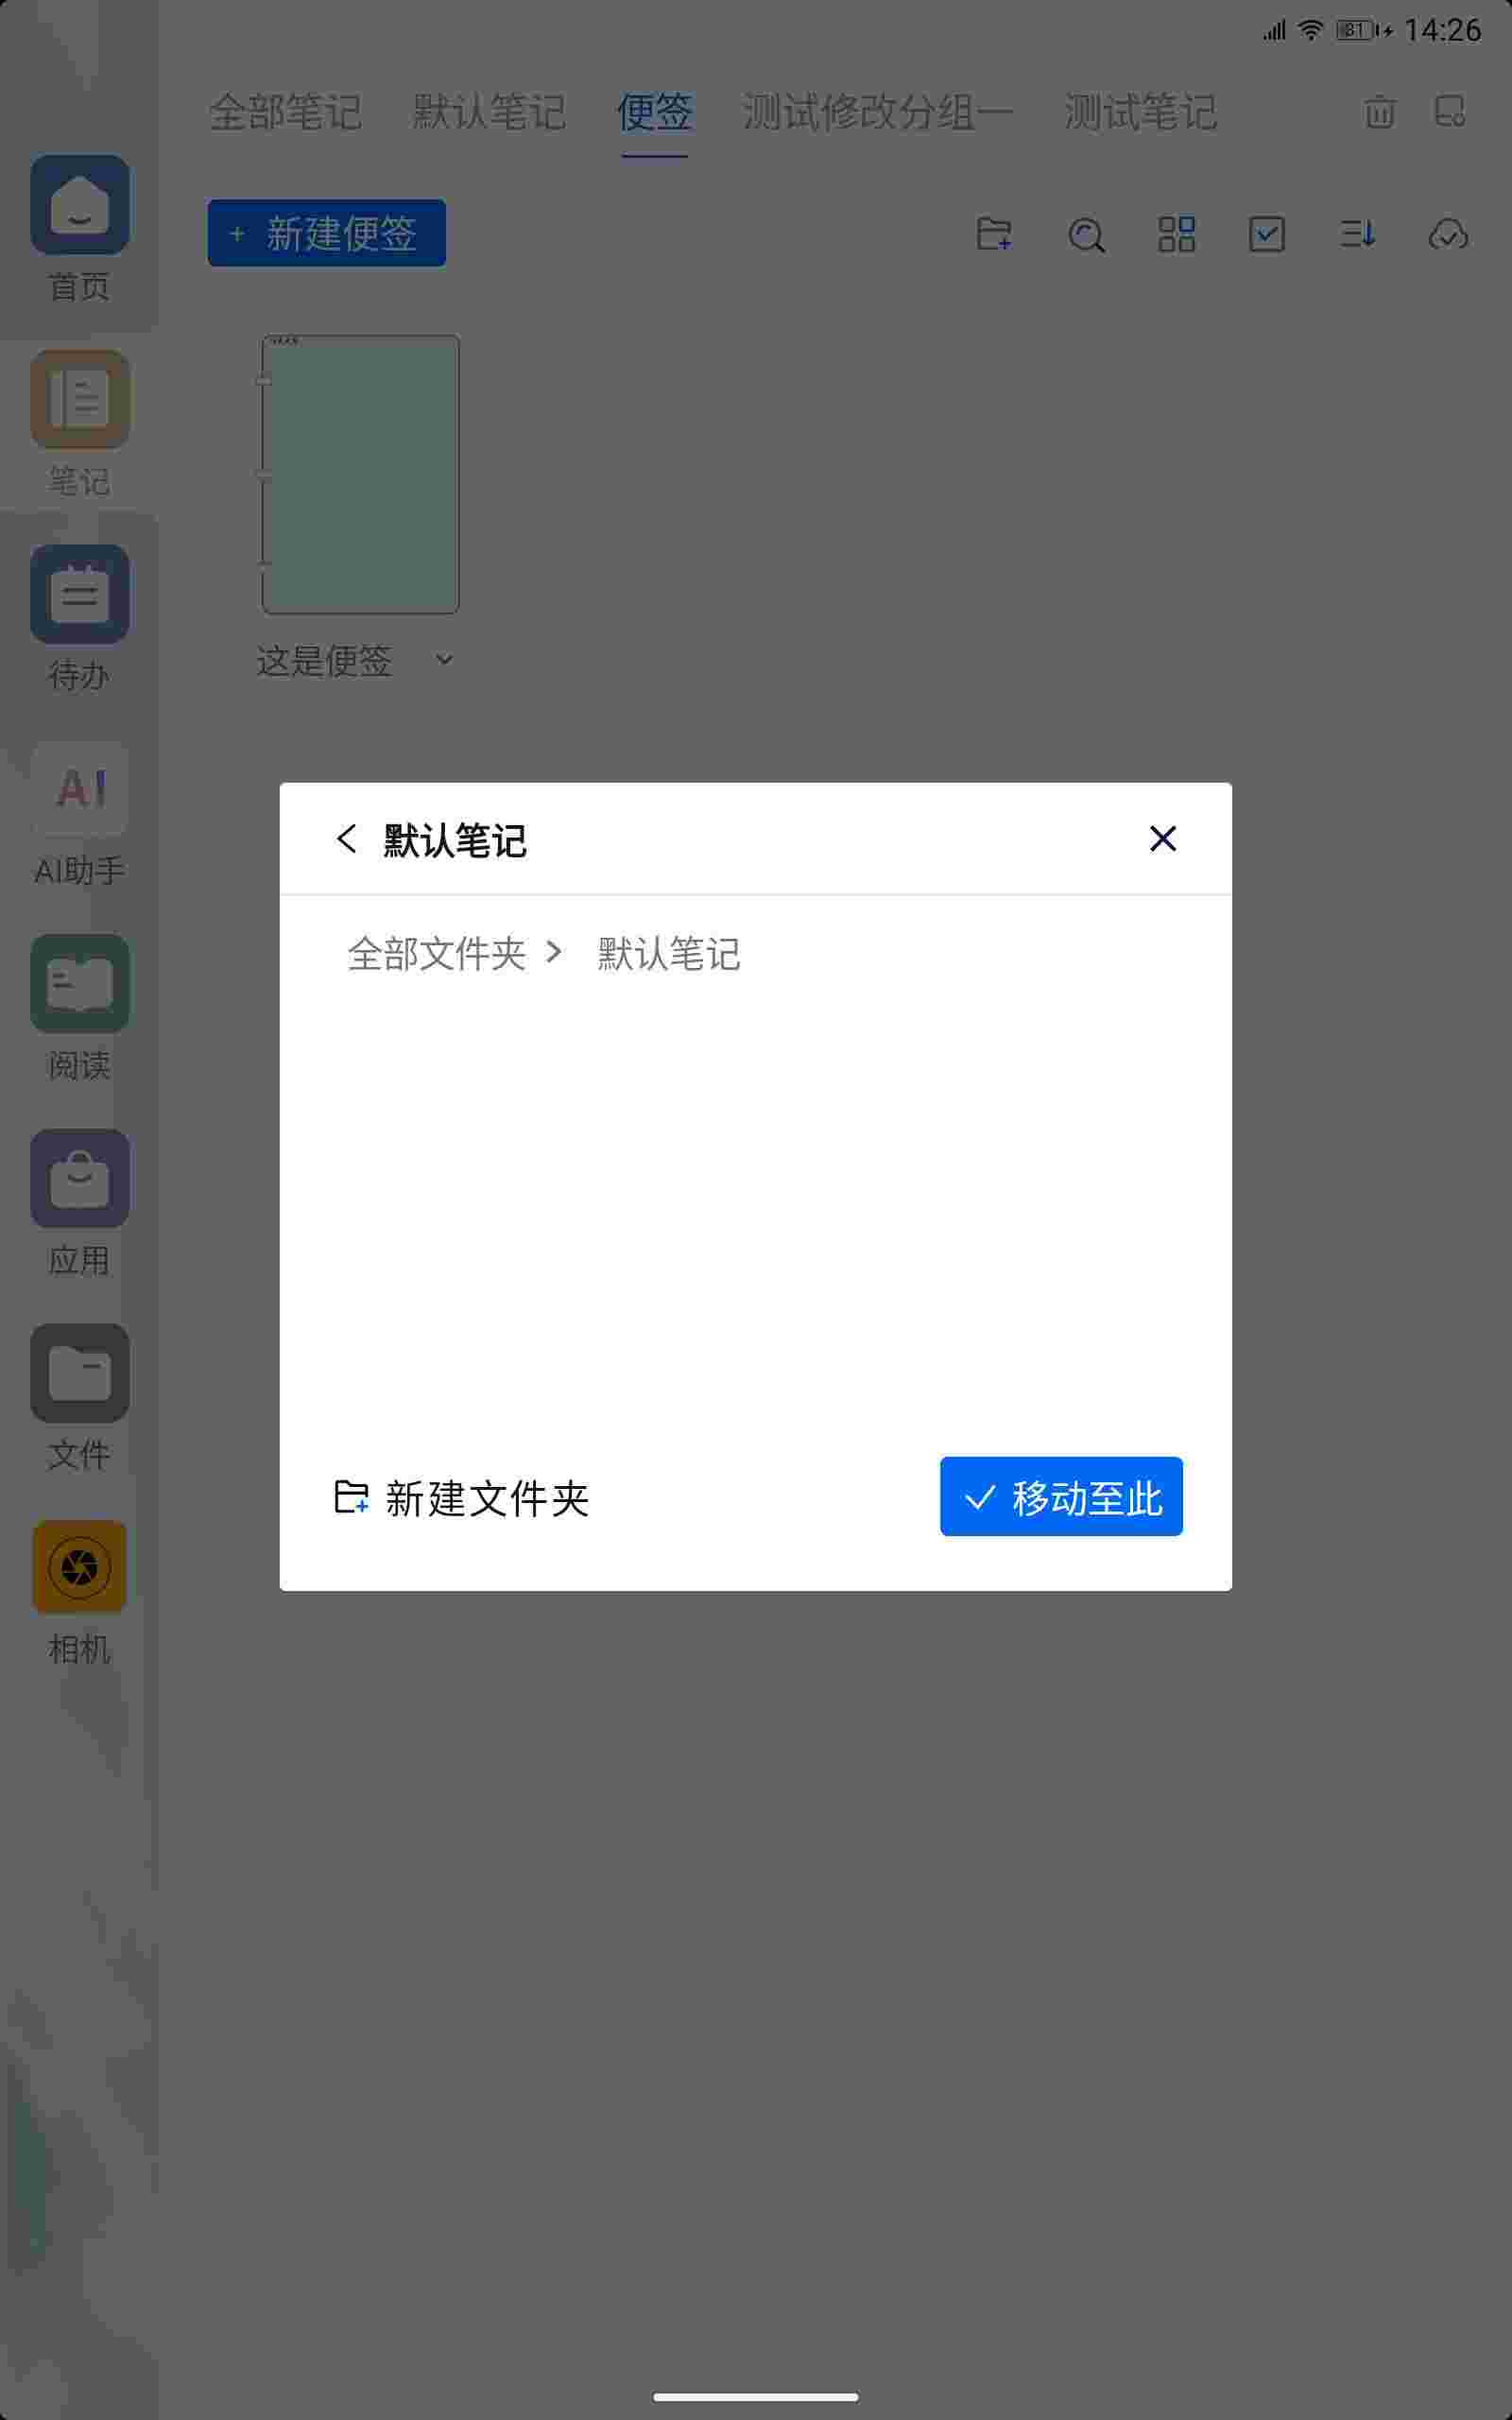 81 14:26
全部笔记 默认笔记 便签 测试修改分组一 测试笔记
+ 新建便签
首页
笔记
待办
这是便签
AI
AI助手
阅读
应用
文件
相机
默认笔记
全部文件夹 > 默认笔记
新建文件夹 移动至此